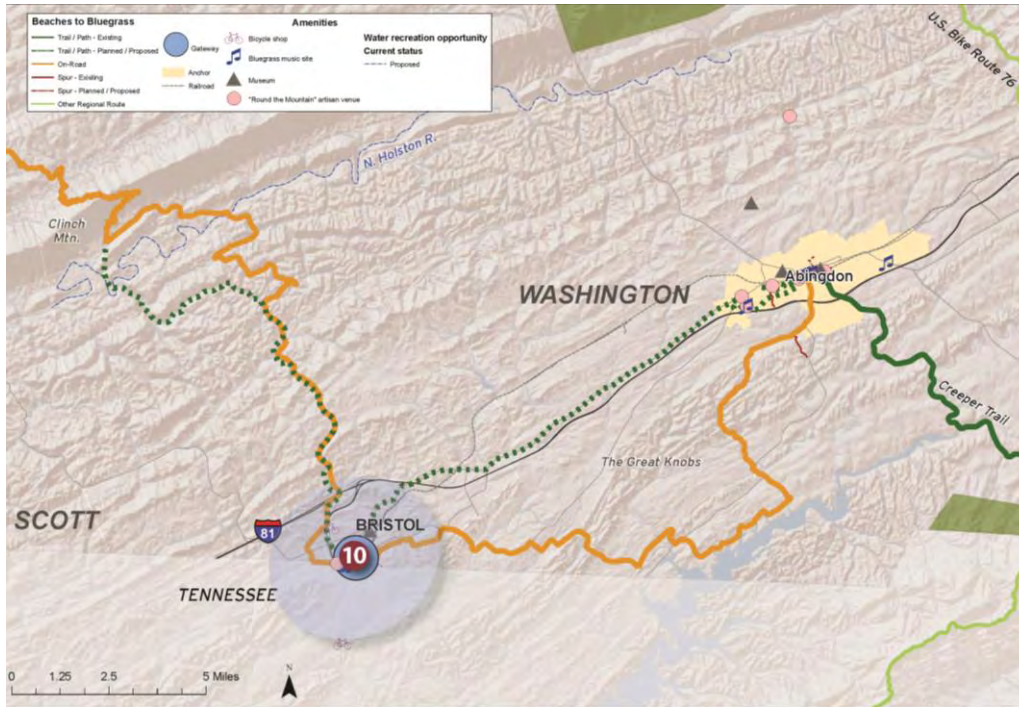 Beaches to Bluegrass
Trail / Path - Existing
Trail / Path - Planned / Proposed
On-Road
Spur - Existing
Spur - Planned / Proposed
Other Regional Route
Gateway
Anchor
Railroad
Amenities
Bicycle shop
Bluegrass music site
Museum
"Round the Mountain" artisan venue
Water recreation opportunity
Current status
Proposed
U.S. Bike Route 76
N. Holston R.
Clinch
Mtn.
Abingdon
WASHINGTON
Creeper Trail
The Great Knobs
SCOTT
81
BRISTOL
10
TENNESSEE
0 1.25 2.5 5 Miles
N